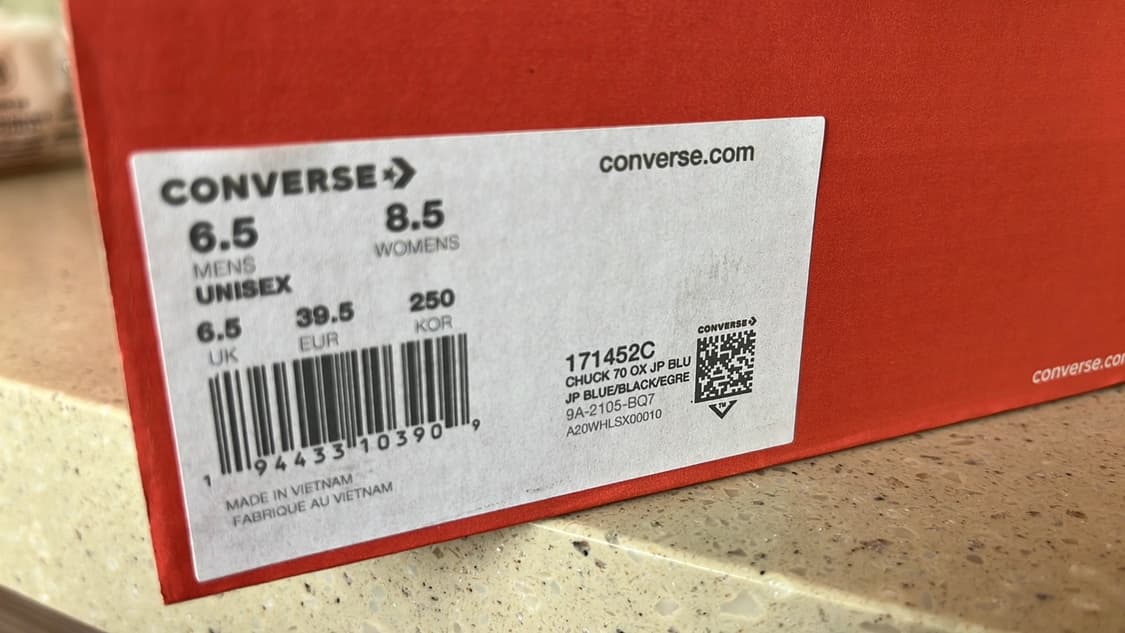 CONVERSE
converse.com
6.5 8.5
MENS WOMENS
UNISEX
6.5 39.5 250
UK EUR KOR
1 94433 10390 9
MADE IN VIETNAM
FABRIQUE AU VIETNAM
CONVERSE
171452C
CHUCK 70 OX JP BLU
JP BLUE/BLACK/EGRE
9A-2105-BQ7
A20WHLSX00010
TM
converse.com